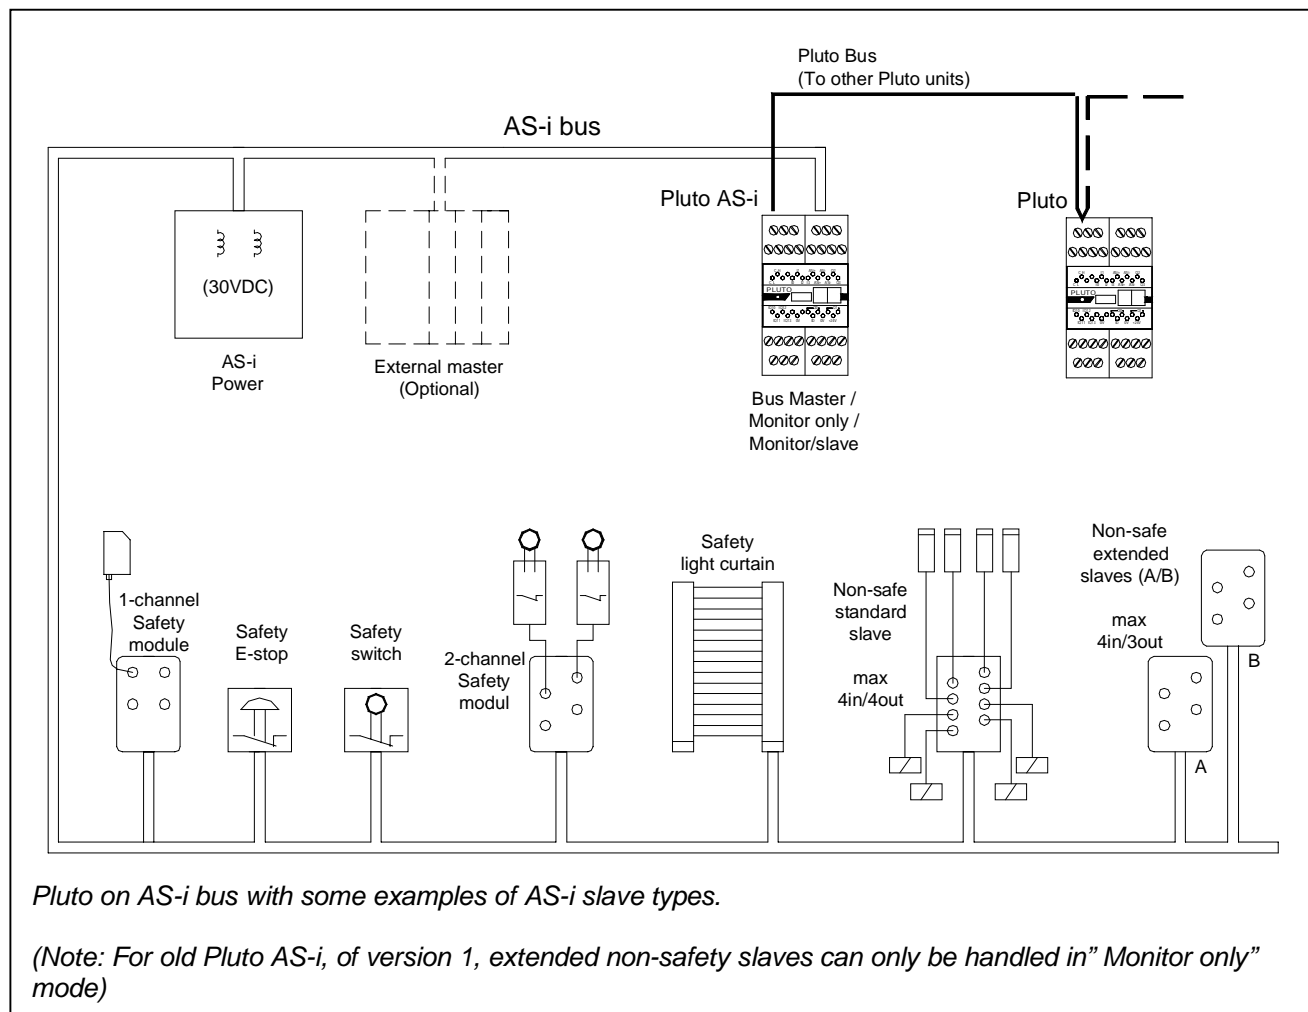 Pluto Bus
(To other Pluto units)
AS-i bus
Pluto AS-i
Pluto
(30VDC)
PLUTO
PLUTO
AS-i
Power
External master
(Optional)
Bus Master /
Monitor only /
Monitor/slave
1-channel
Safety
module
Safety
E-stop
Safety
switch
2-channel
Safety
modul
Safety
light curtain
Non-safe
standard
slave
max
4in/4out
Non-safe
extended
slaves (A/B)
max
4in/3out
B
A
Pluto on AS-i bus with some examples of AS-i slave types.
(Note: For old Pluto AS-i, of version 1, extended non-safety slaves can only be handled in” Monitor only”
mode)